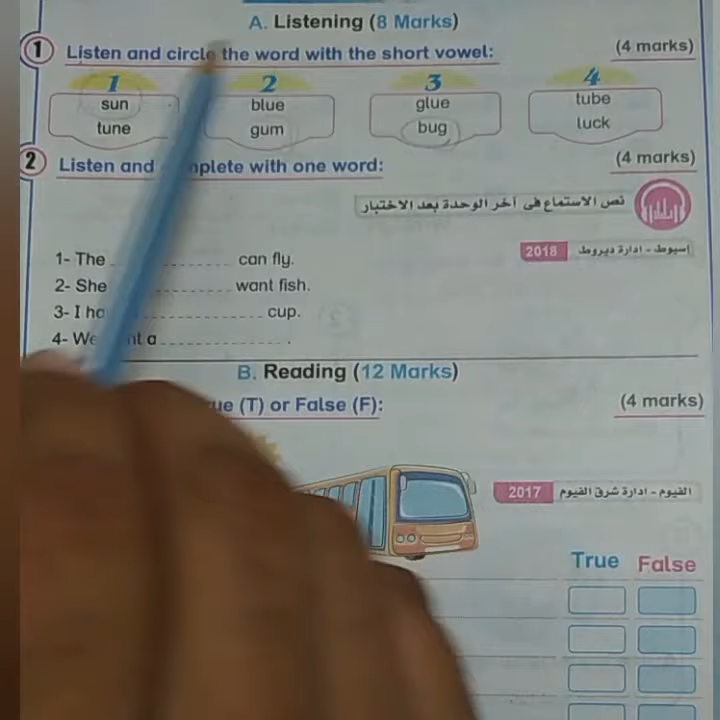 A. Listening (8 Marks)
1 Listen and circle the word with the short vowel: (4 marks)
1 2 3 4
sun blue glue tube
tune gum bug luck
2 Listen and complete with one word: (4 marks)
نص الاستماع فى آخر الوحدة بعد الاختبار
أسيوط - ادارة ديروط 2018
1- The can fly.
2- She want fish.
3- I ha cup.
4- We nt a .
B. Reading (12 Marks)
ue (T) or False (F): (4 marks)
الفيوم - ادارة شرق الفيوم 2017
True False